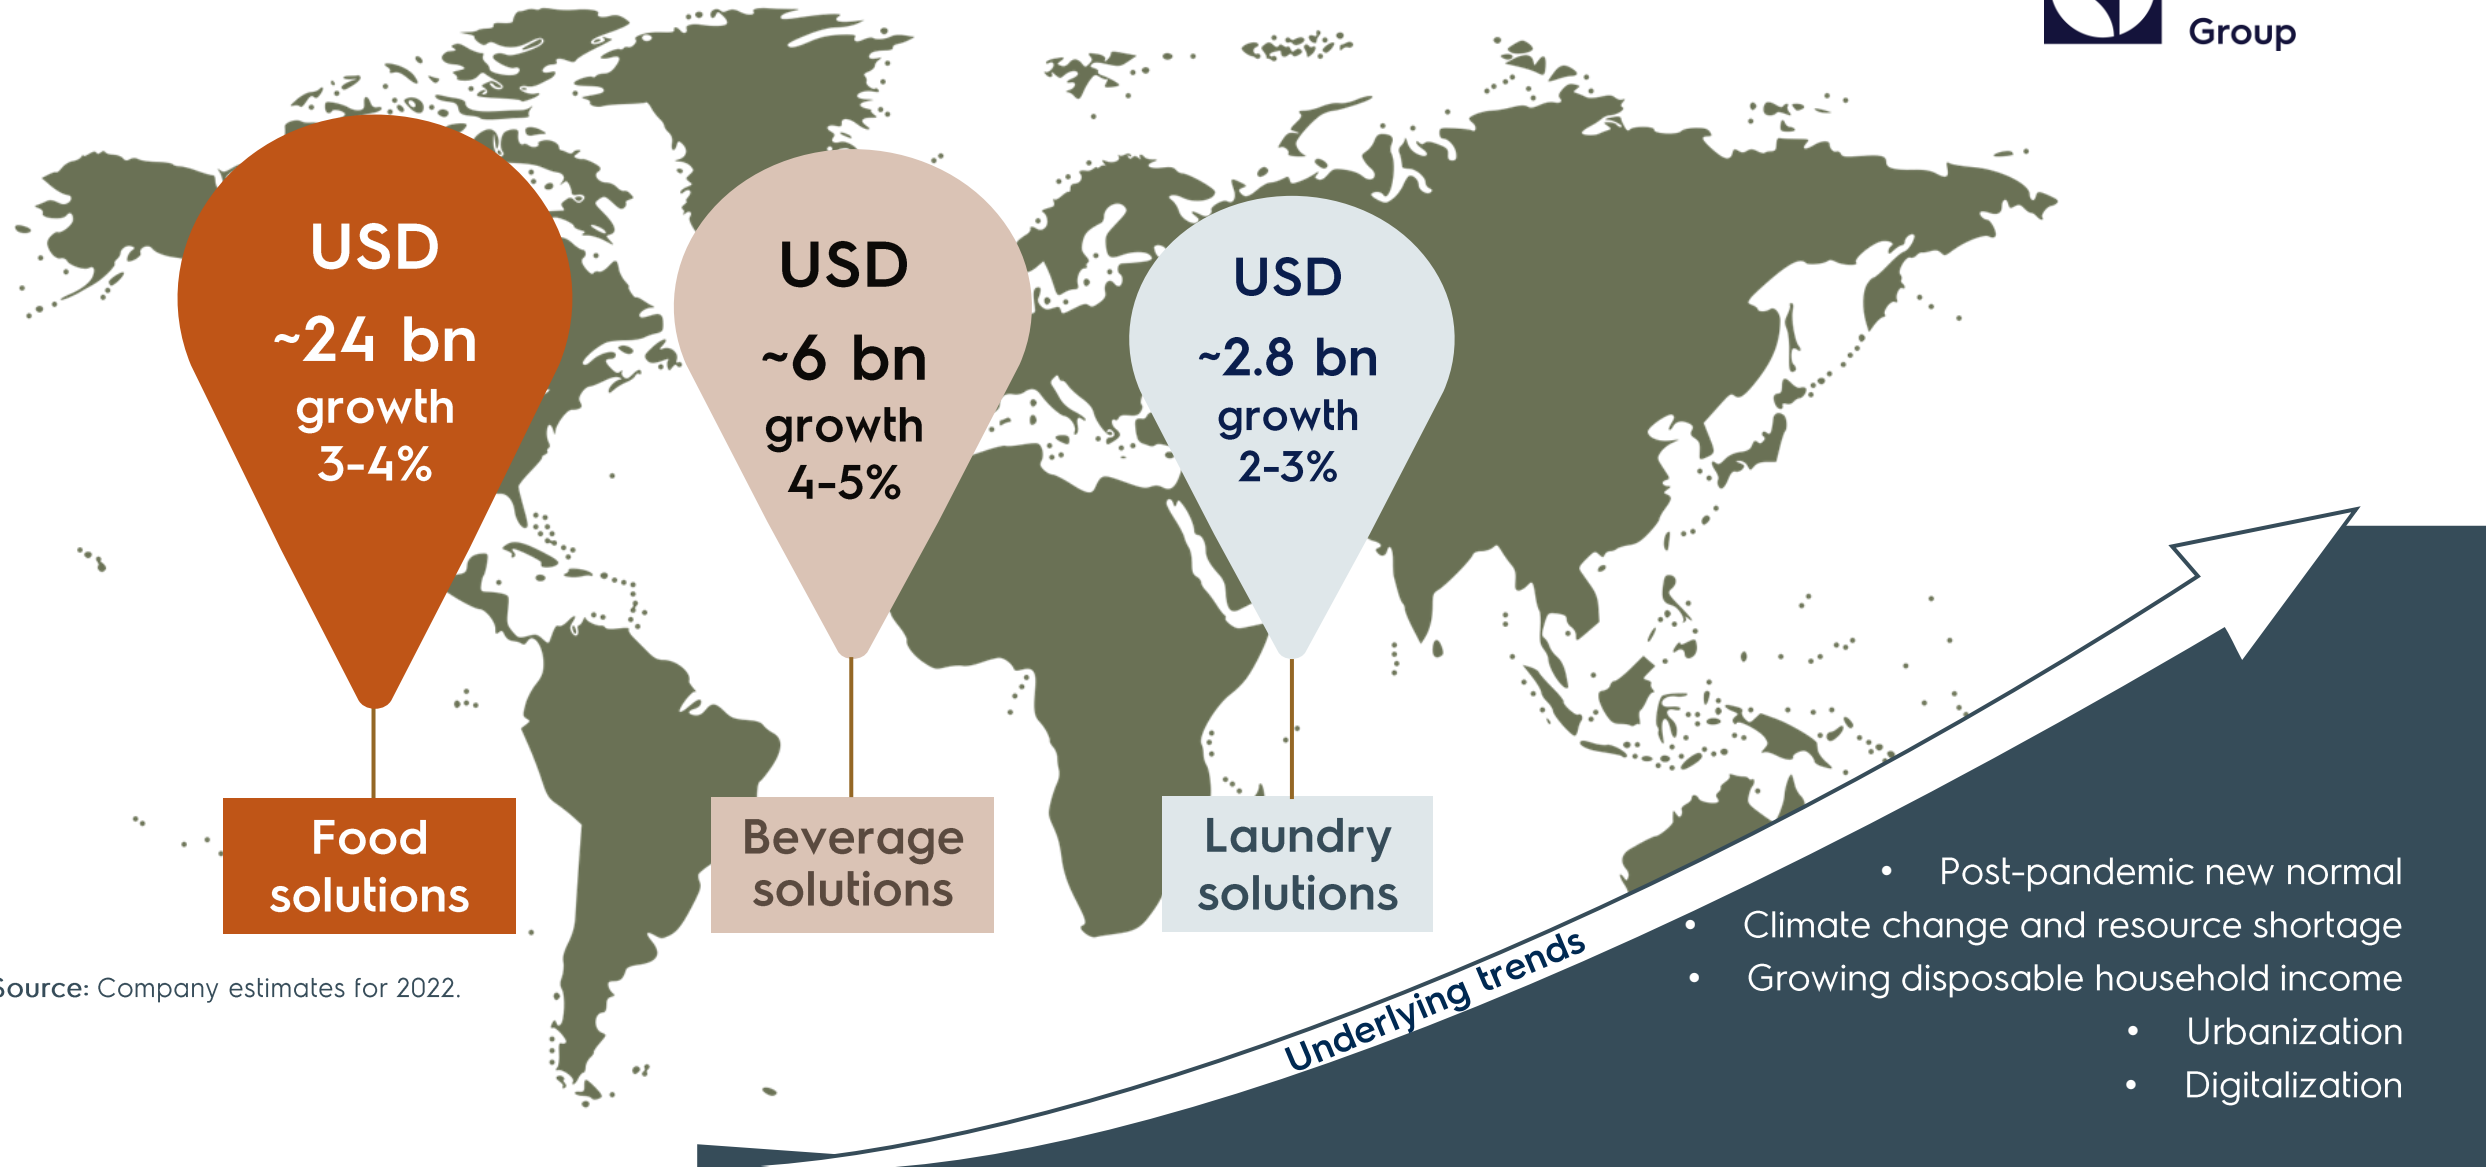 Group
USD
~24 bn
growth
3-4%
USD
~6 bn
growth
4-5%
USD
~2.8 bn
growth
2-3%
Food
solutions
Beverage
solutions
Laundry
solutions
Source: Company estimates for 2022.
Underlying trends
• Post-pandemic new normal
• Climate change and resource shortage
• Growing disposable household income
• Urbanization
• Digitalization